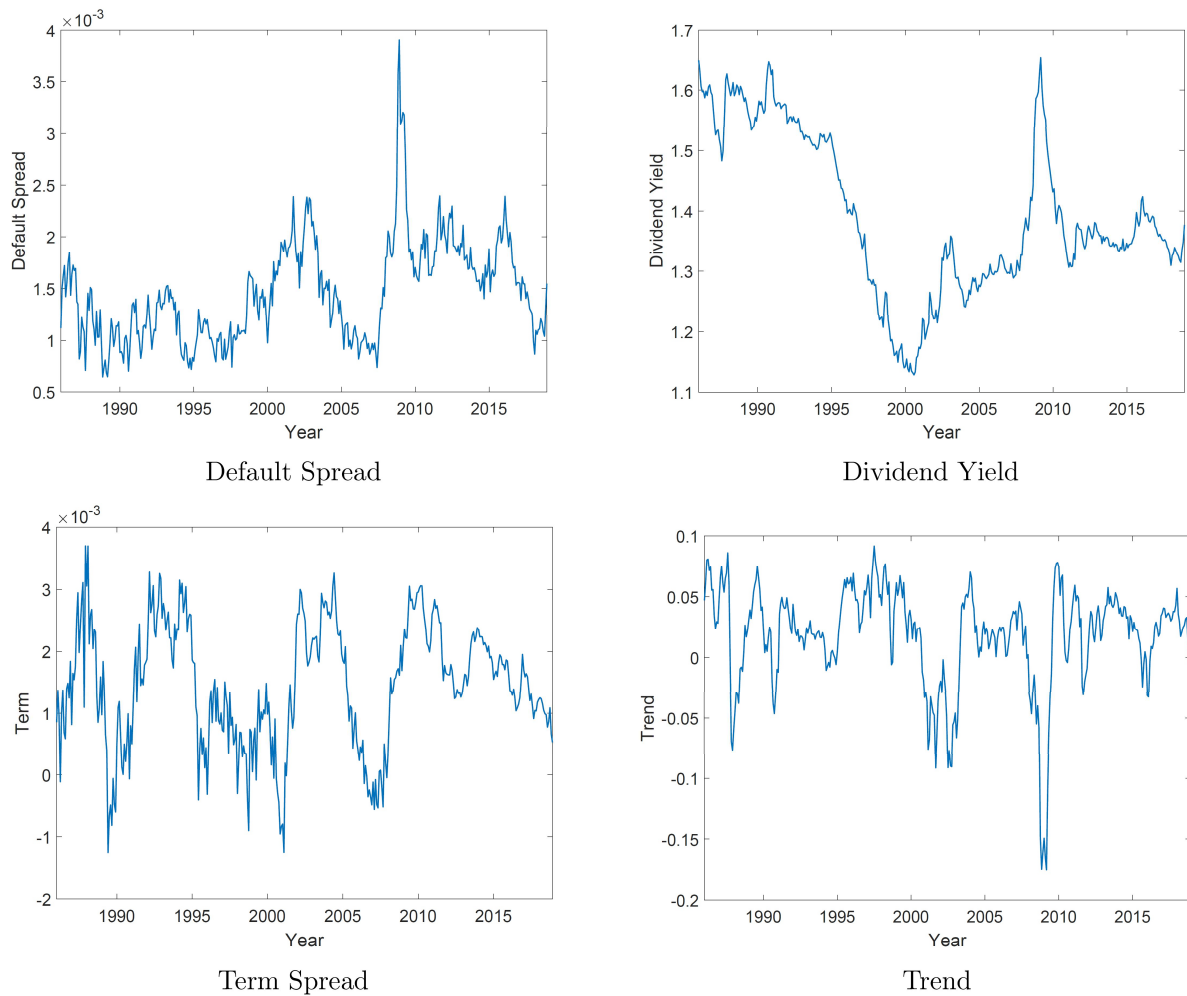 ×10⁻³
4
3.5
3
2.5
2
1.5
1
0.5
Default Spread
1990 1995 2000 2005 2010 2015
Year
Default Spread
1.7
1.6
1.5
1.4
1.3
1.2
1.1
Dividend Yield
1990 1995 2000 2005 2010 2015
Year
Dividend Yield
×10⁻³
4
3
2
1
0
-1
-2
Term
1990 1995 2000 2005 2010 2015
Year
Term Spread
0.1
0.05
0
-0.05
-0.1
-0.15
-0.2
Trend
1990 1995 2000 2005 2010 2015
Year
Trend